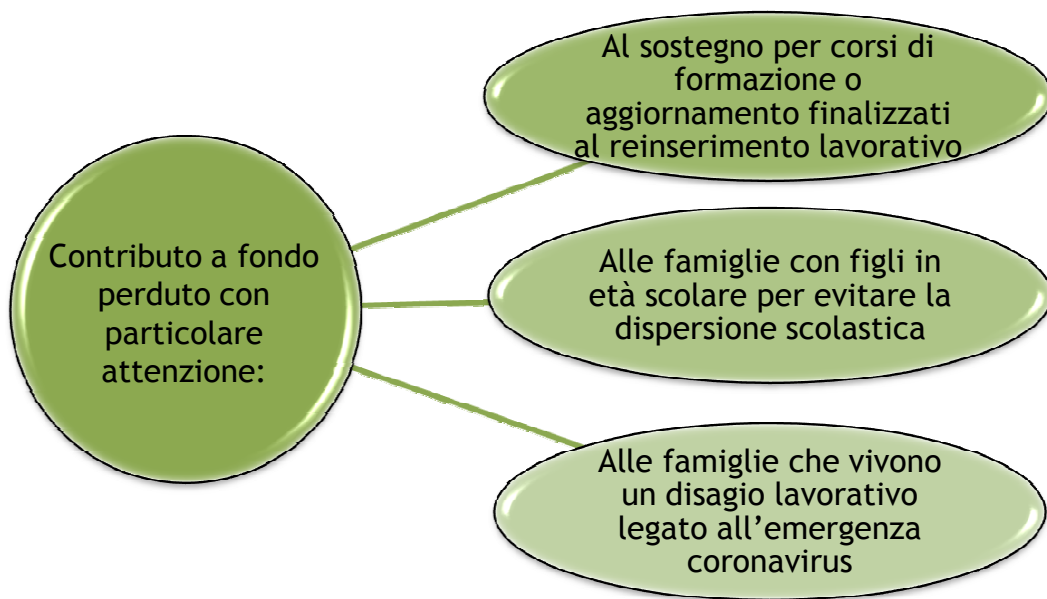 Contributo a fondo
perduto con
particolare
attenzione:
Al sostegno per corsi di
formazione o
aggiornamento finalizzati
al reinserimento lavorativo
Alle famiglie con figli in
età scolare per evitare la
dispersione scolastica
Alle famiglie che vivono
un disagio lavorativo
legato all’emergenza
coronavirus